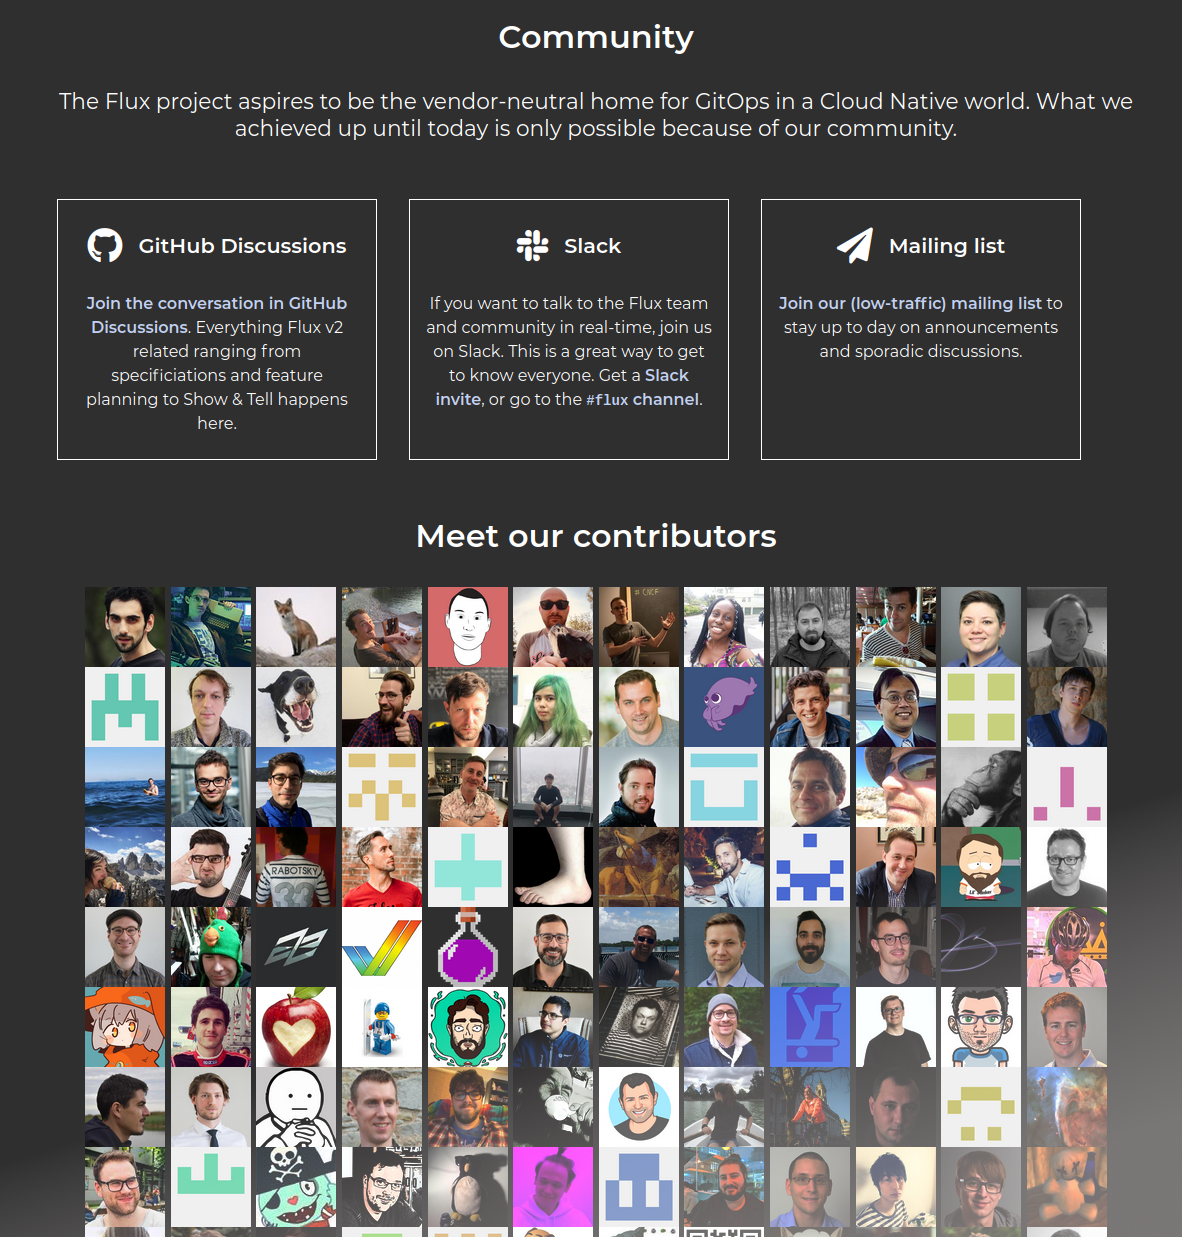 Community
The Flux project aspires to be the vendor-neutral home for GitOps in a Cloud Native world. What we
achieved up until today is only possible because of our community.
GitHub Discussions
Join the conversation in GitHub
Discussions. Everything Flux v2
related ranging from
specificiations and feature
planning to Show & Tell happens
here.
Slack
If you want to talk to the Flux team
and community in real-time, join us
on Slack. This is a great way to get
to know everyone. Get a Slack
invite, or go to the #flux channel.
Mailing list
Join our (low-traffic) mailing list to
stay up to day on announcements
and sporadic discussions.
Meet our contributors
RABOTSKY